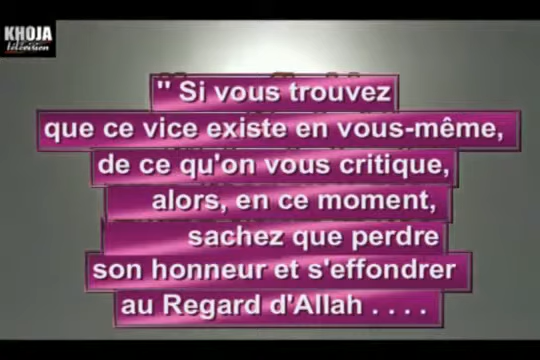 KHOJA
télévision
" Si vous trouvez
que ce vice existe en vous-même,
de ce qu'on vous critique,
alors, en ce moment,
sachez que perdre
son honneur et s'effondrer
au Regard d'Allah . . . .